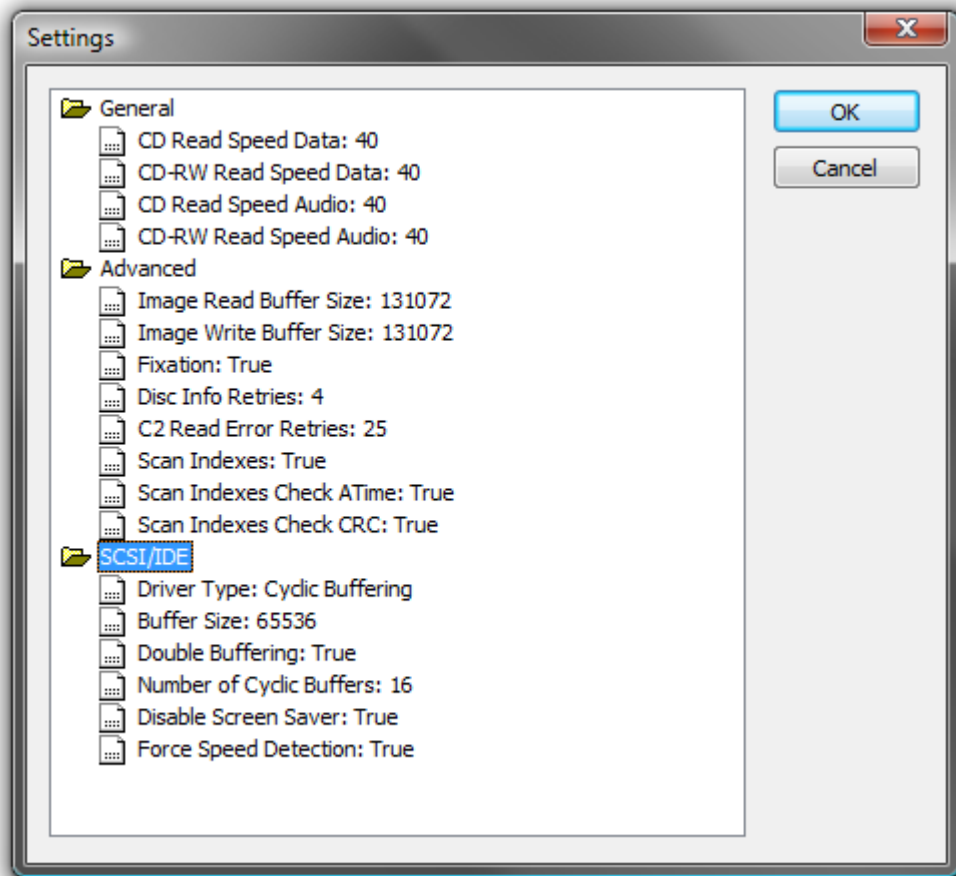 Settings
General
CD Read Speed Data: 40
CD-RW Read Speed Data: 40
CD Read Speed Audio: 40
CD-RW Read Speed Audio: 40
Advanced
Image Read Buffer Size: 131072
Image Write Buffer Size: 131072
Fixation: True
Disc Info Retries: 4
C2 Read Error Retries: 25
Scan Indexes: True
Scan Indexes Check ATime: True
Scan Indexes Check CRC: True
SCSI/IDE
Driver Type: Cyclic Buffering
Buffer Size: 65536
Double Buffering: True
Number of Cyclic Buffers: 16
Disable Screen Saver: True
Force Speed Detection: True
OK
Cancel